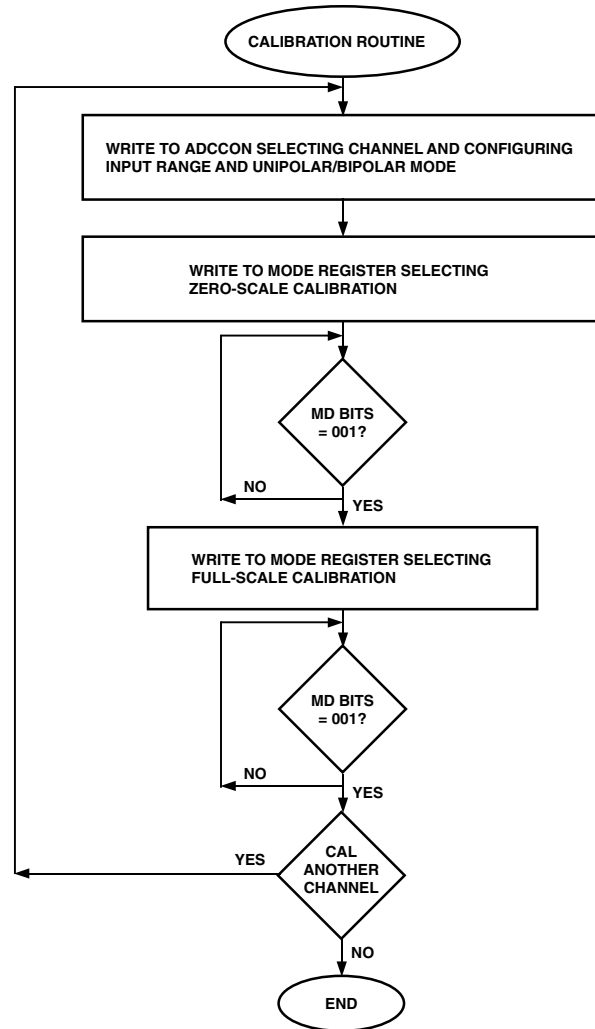 CALIBRATION ROUTINE
WRITE TO ADCCON SELECTING CHANNEL AND CONFIGURING
INPUT RANGE AND UNIPOLAR/BIPOLAR MODE
WRITE TO MODE REGISTER SELECTING
ZERO-SCALE CALIBRATION
MD BITS
= 001?
NO
YES
WRITE TO MODE REGISTER SELECTING
FULL-SCALE CALIBRATION
MD BITS
= 001?
NO
YES
CAL
ANOTHER
CHANNEL
YES
NO
END